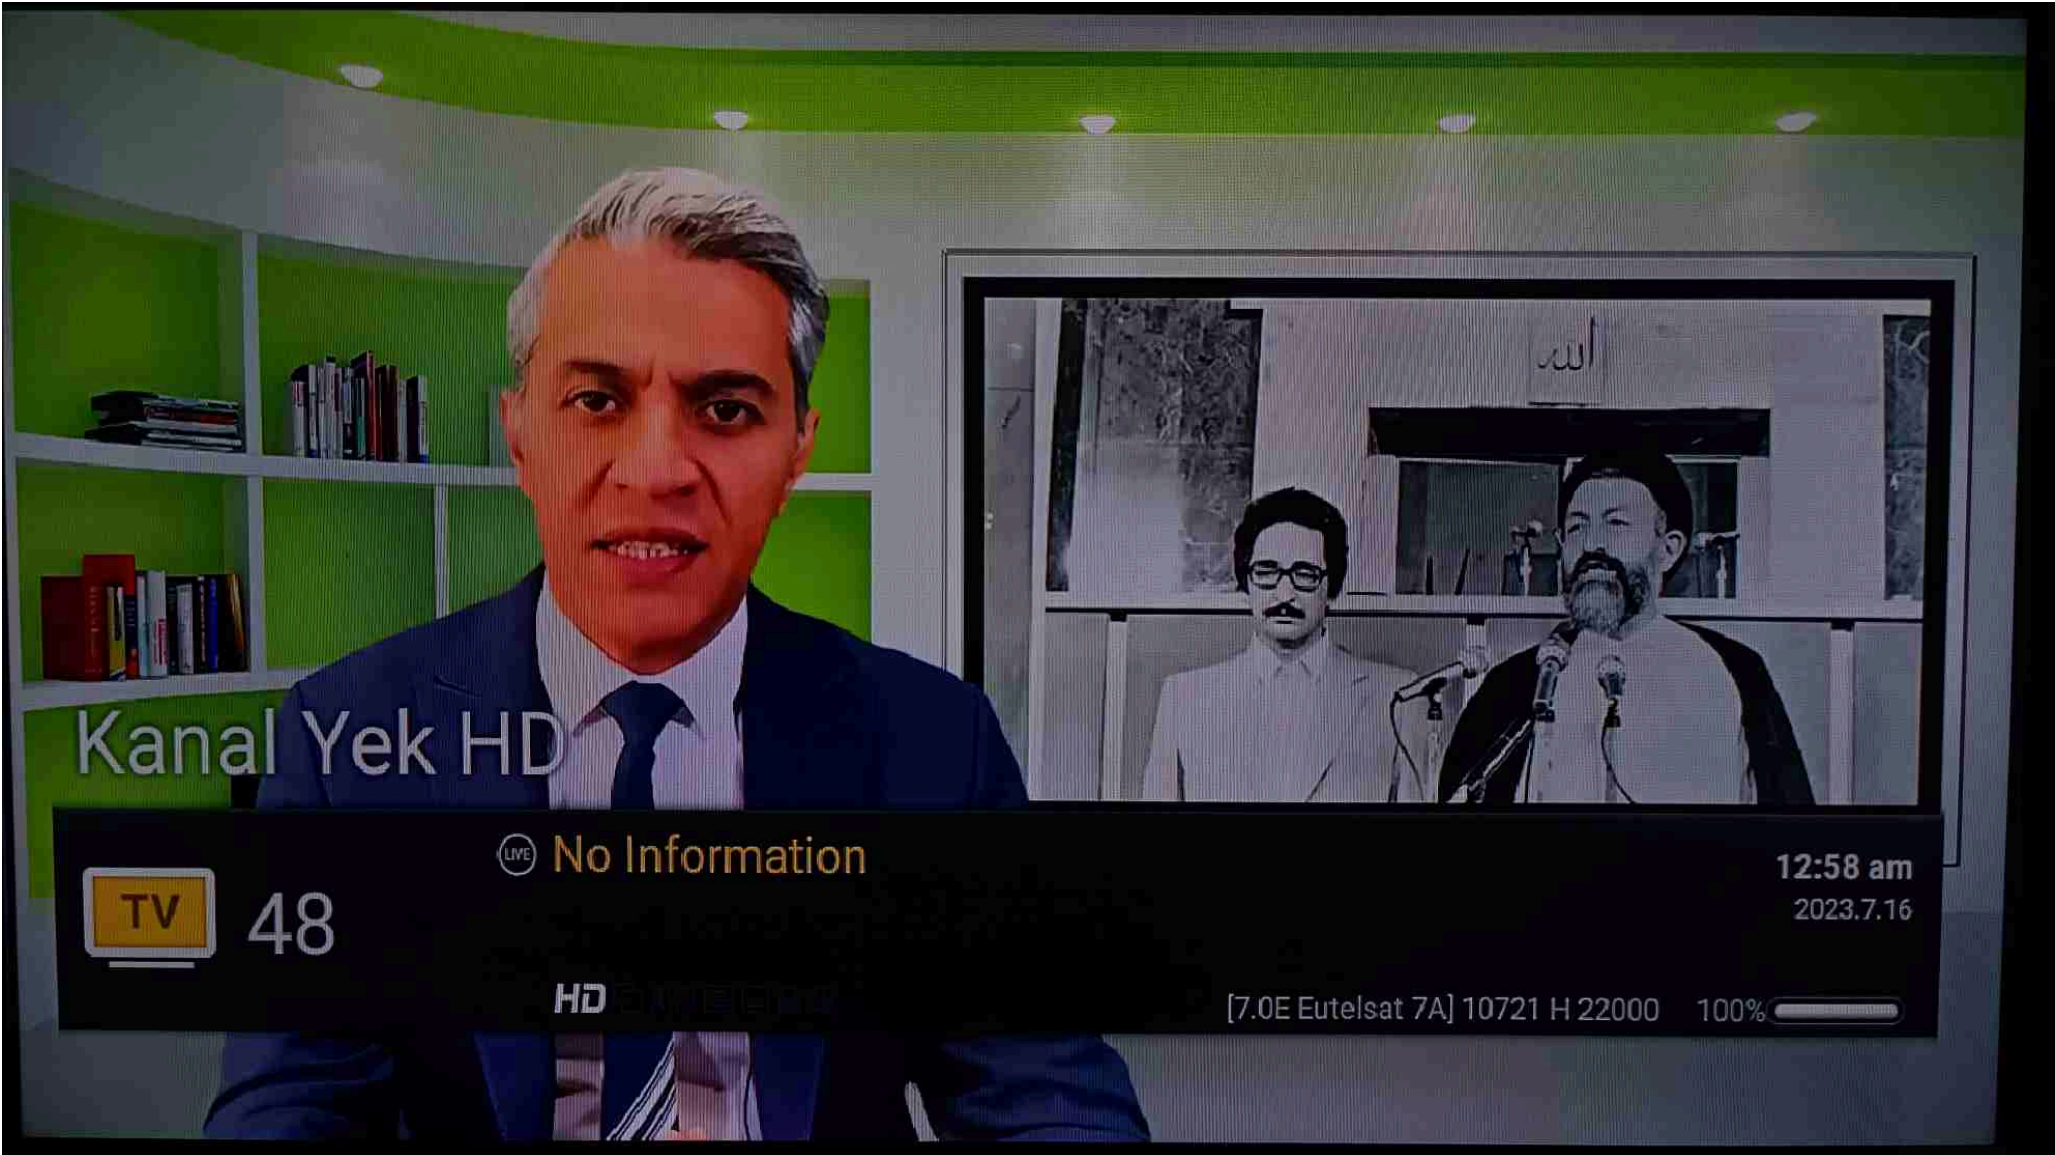 الله
Kanal Yek HD
LIVE No Information
12:58 am
TV 48
2023.7.16
HD
[7.0E Eutelsat 7A] 10721 H 22000 100%